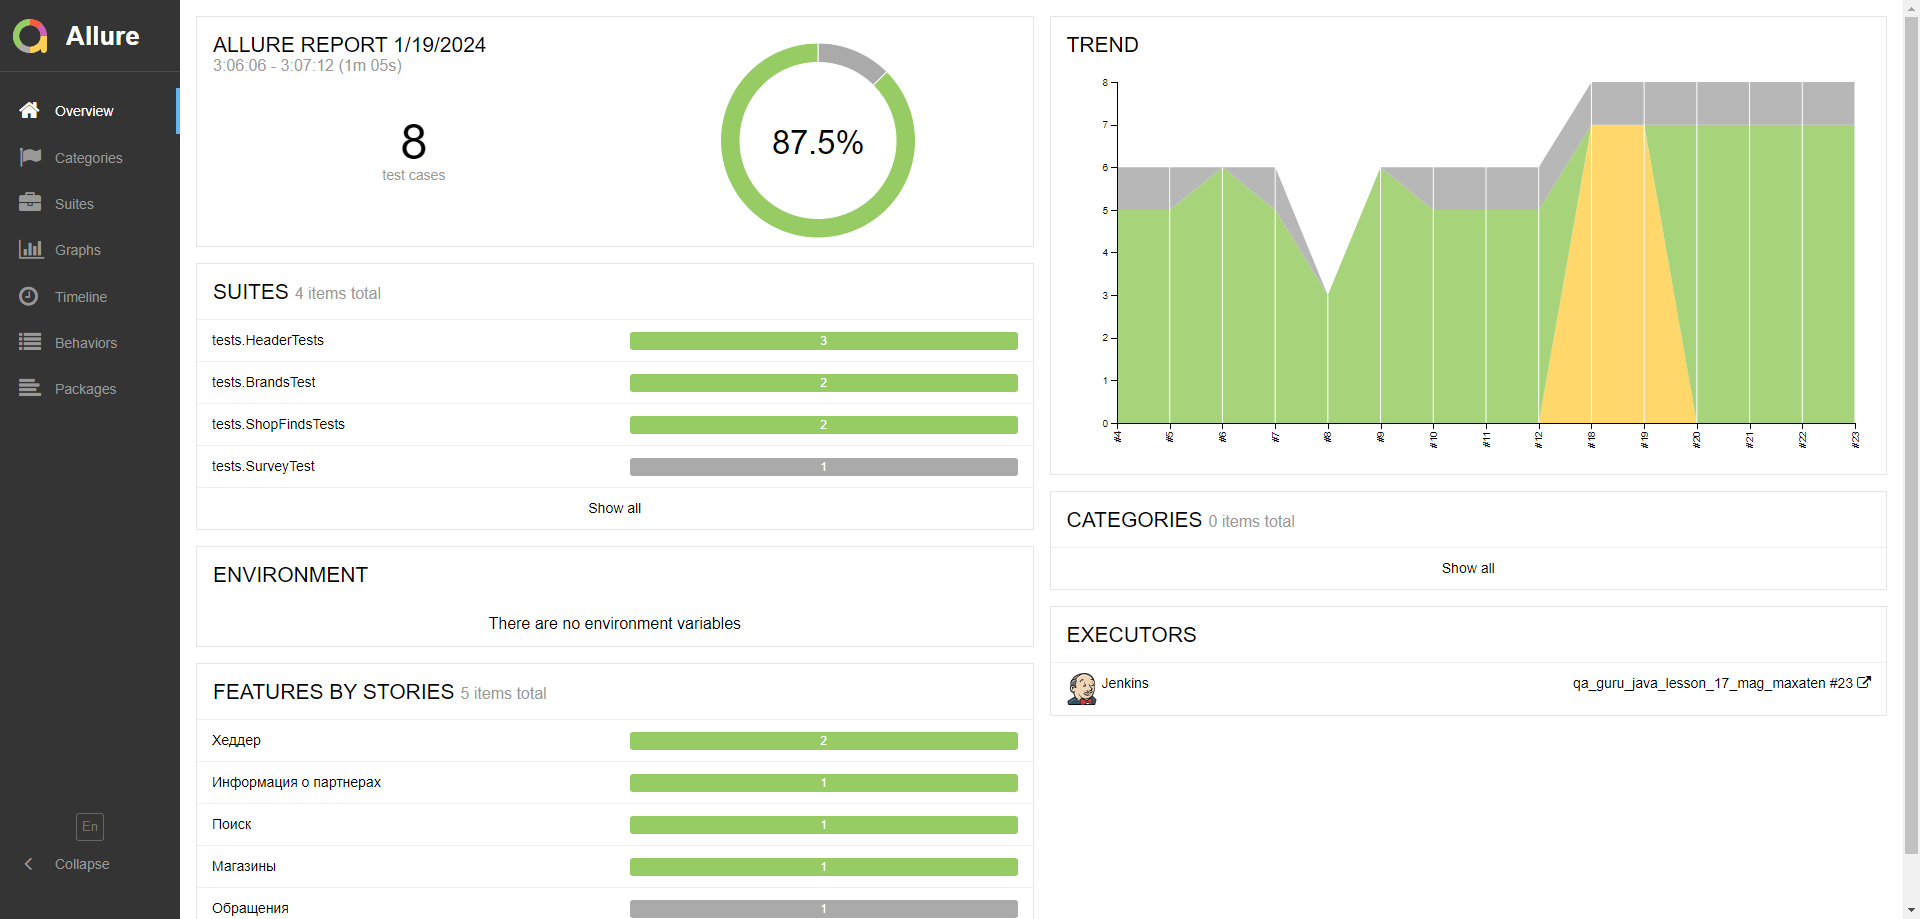 Allure
Overview
Categories
Suites
Graphs
Timeline
Behaviors
Packages
En
Collapse
ALLURE REPORT 1/19/2024
3:06:06 - 3:07:12 (1m 05s)
8
test cases
87.5%
SUITES 4 items total
tests.HeaderTests 3
tests.BrandsTest 2
tests.ShopFindsTests 2
tests.SurveyTest 1
Show all
ENVIRONMENT
There are no environment variables
FEATURES BY STORIES 5 items total
Хеддер 2
Информация о партнерах 1
Поиск 1
Магазины 1
Обращения 1
TREND
8
7
6
5
4
3
2
1
0
#4 #5 #6 #7 #8 #9 #10 #11 #12 #18 #19 #20 #21 #22 #23
CATEGORIES 0 items total
Show all
EXECUTORS
Jenkins qa_guru_java_lesson_17_mag_maxaten #23